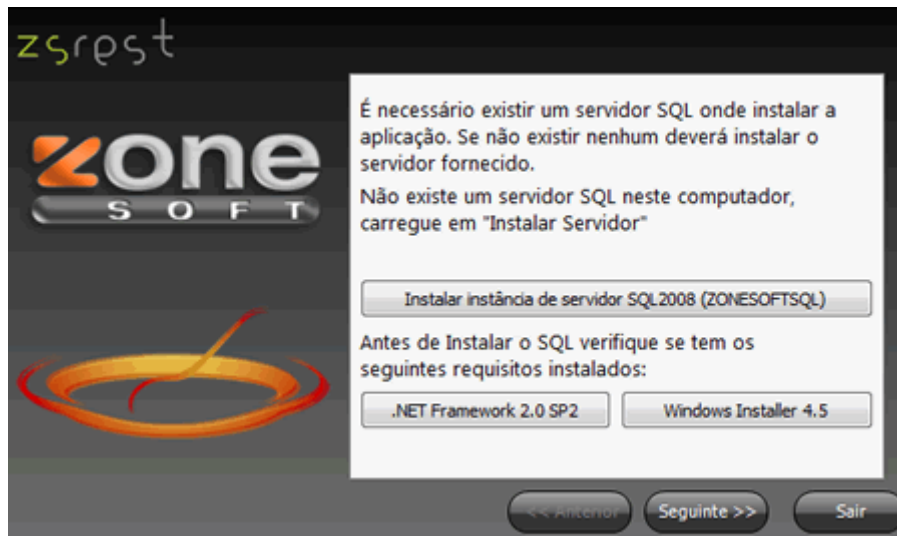 zsrest
zone
SOFT
É necessário existir um servidor SQL onde instalar a
aplicação. Se não existir nenhum deverá instalar o
servidor fornecido.
Não existe um servidor SQL neste computador,
carregue em "Instalar Servidor"
Instalar instância de servidor SQL2008 (ZONESOFTSQL)
Antes de Instalar o SQL verifique se tem os
seguintes requisitos instalados:
.NET Framework 2.0 SP2
Windows Installer 4.5
<< Anterior
Seguinte >>
Sair